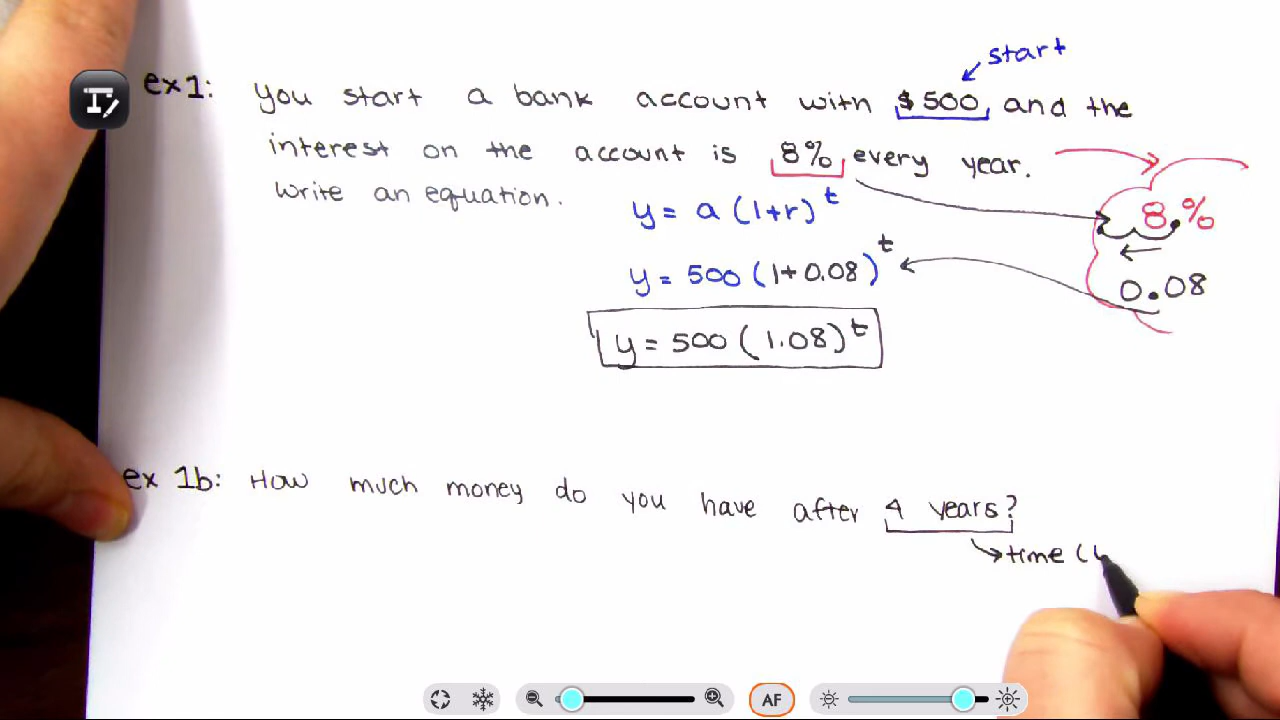 start
ex1: You start a bank account with $500 and the
interest on the account is 8% every year.
Write an equation.
y = a (1+r)^t
8.%
y = 500 (1+0.08)^t
0.08
y = 500 (1.08)^t
ex 1b: How much money do you have after 4 years?
time (
AF